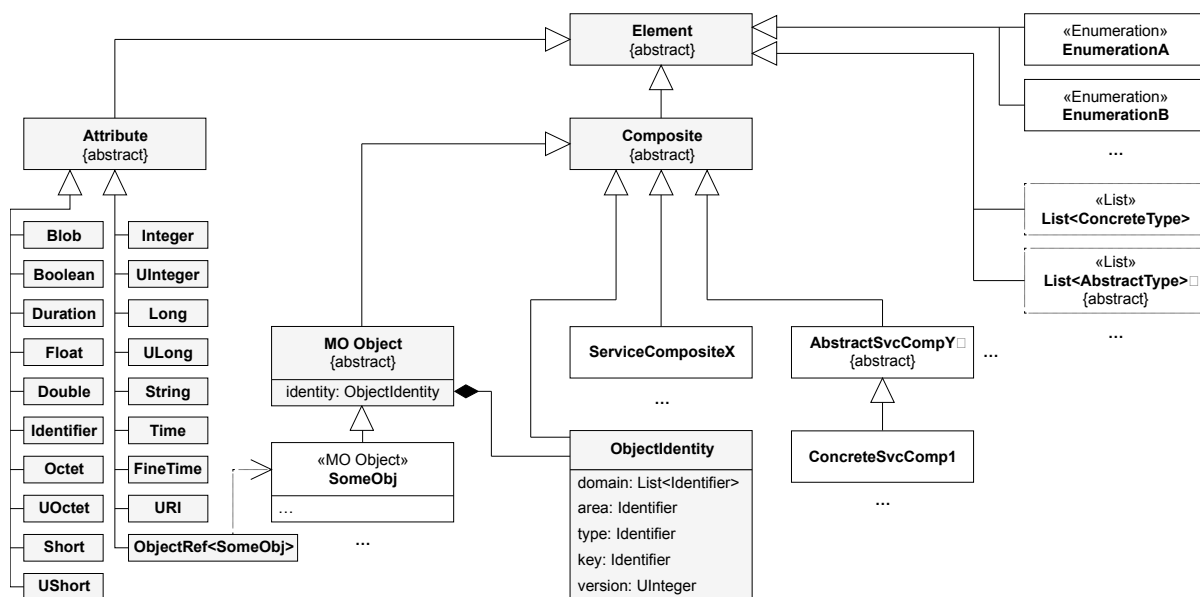 Element
{abstract}
«Enumeration»
EnumerationA
«Enumeration»
EnumerationB
...
Attribute
{abstract}
Composite
{abstract}
«List»
List<ConcreteType>
«List»
List<AbstractType>
{abstract}
...
Blob
Boolean
Duration
Float
Double
Identifier
Octet
UOctet
Short
UShort
Integer
UInteger
Long
ULong
String
Time
FineTime
URI
ObjectRef<SomeObj>
MO Object
{abstract}
identity: ObjectIdentity
«MO Object»
SomeObj
...
...
ServiceCompositeX
...
AbstractSvcCompY
{abstract}
...
ConcreteSvcComp1
...
ObjectIdentity
domain: List<Identifier>
area: Identifier
type: Identifier
key: Identifier
version: UInteger